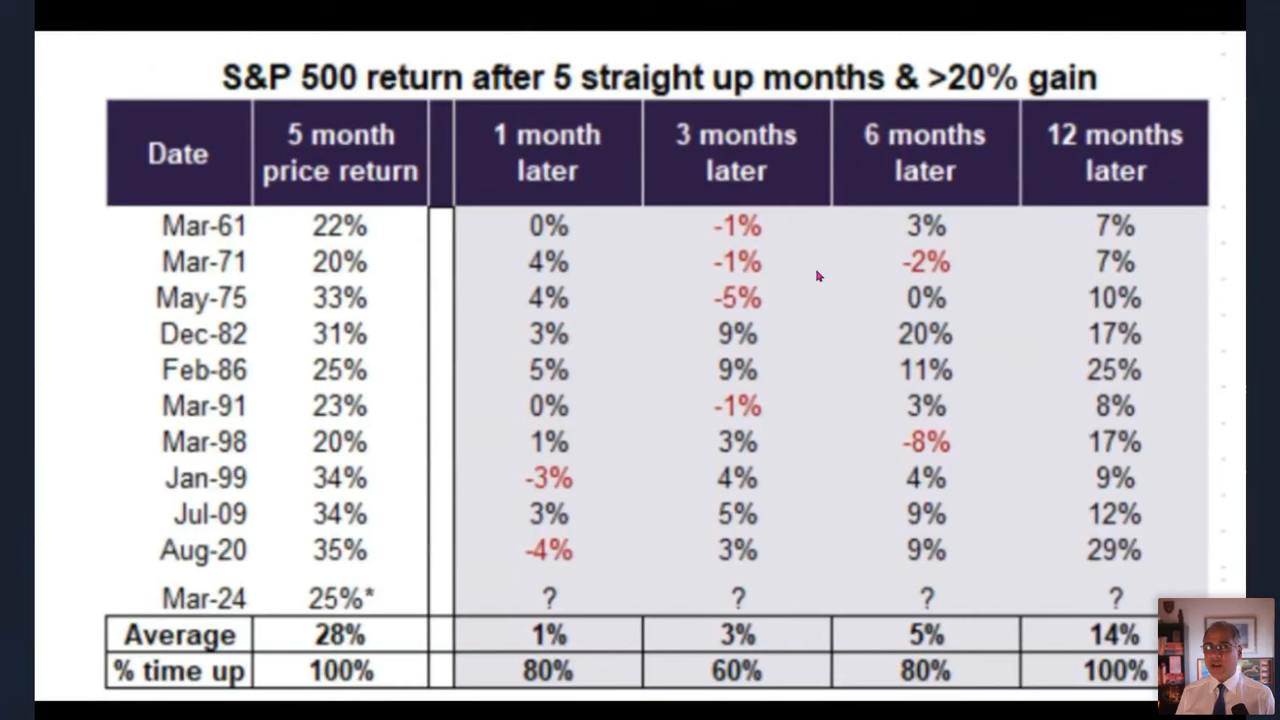 S&P 500 return after 5 straight up months & >20% gain
Date 5 month price return 1 month later 3 months later 6 months later 12 months later
Mar-61 22% 0% -1% 3% 7%
Mar-71 20% 4% -1% -2% 7%
May-75 33% 4% -5% 0% 10%
Dec-82 31% 3% 9% 20% 17%
Feb-86 25% 5% 9% 11% 25%
Mar-91 23% 0% -1% 3% 8%
Mar-98 20% 1% 3% -8% 17%
Jan-99 34% -3% 4% 4% 9%
Jul-09 34% 3% 5% 9% 12%
Aug-20 35% -4% 3% 9% 29%
Mar-24 25%* ? ? ? ?
Average 28% 1% 3% 5% 14%
% time up 100% 80% 60% 80% 100%